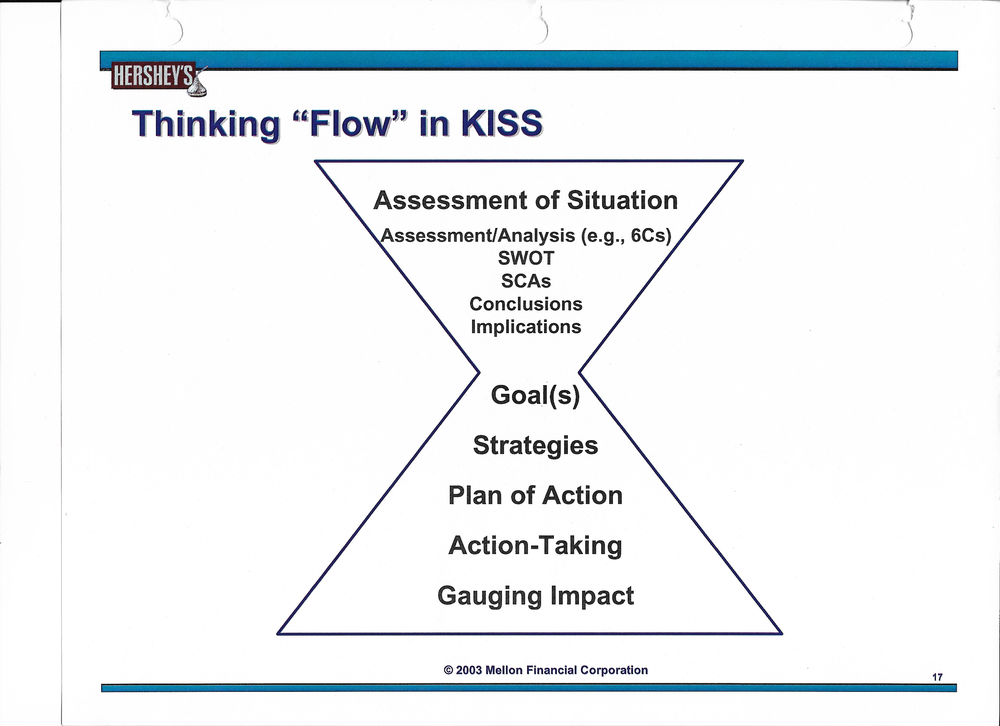 HERSHEY'S
Thinking “Flow” in KISS
Assessment of Situation
Assessment/Analysis (e.g., 6Cs)
SWOT
SCAs
Conclusions
Implications
Goal(s)
Strategies
Plan of Action
Action-Taking
Gauging Impact
© 2003 Mellon Financial Corporation
17